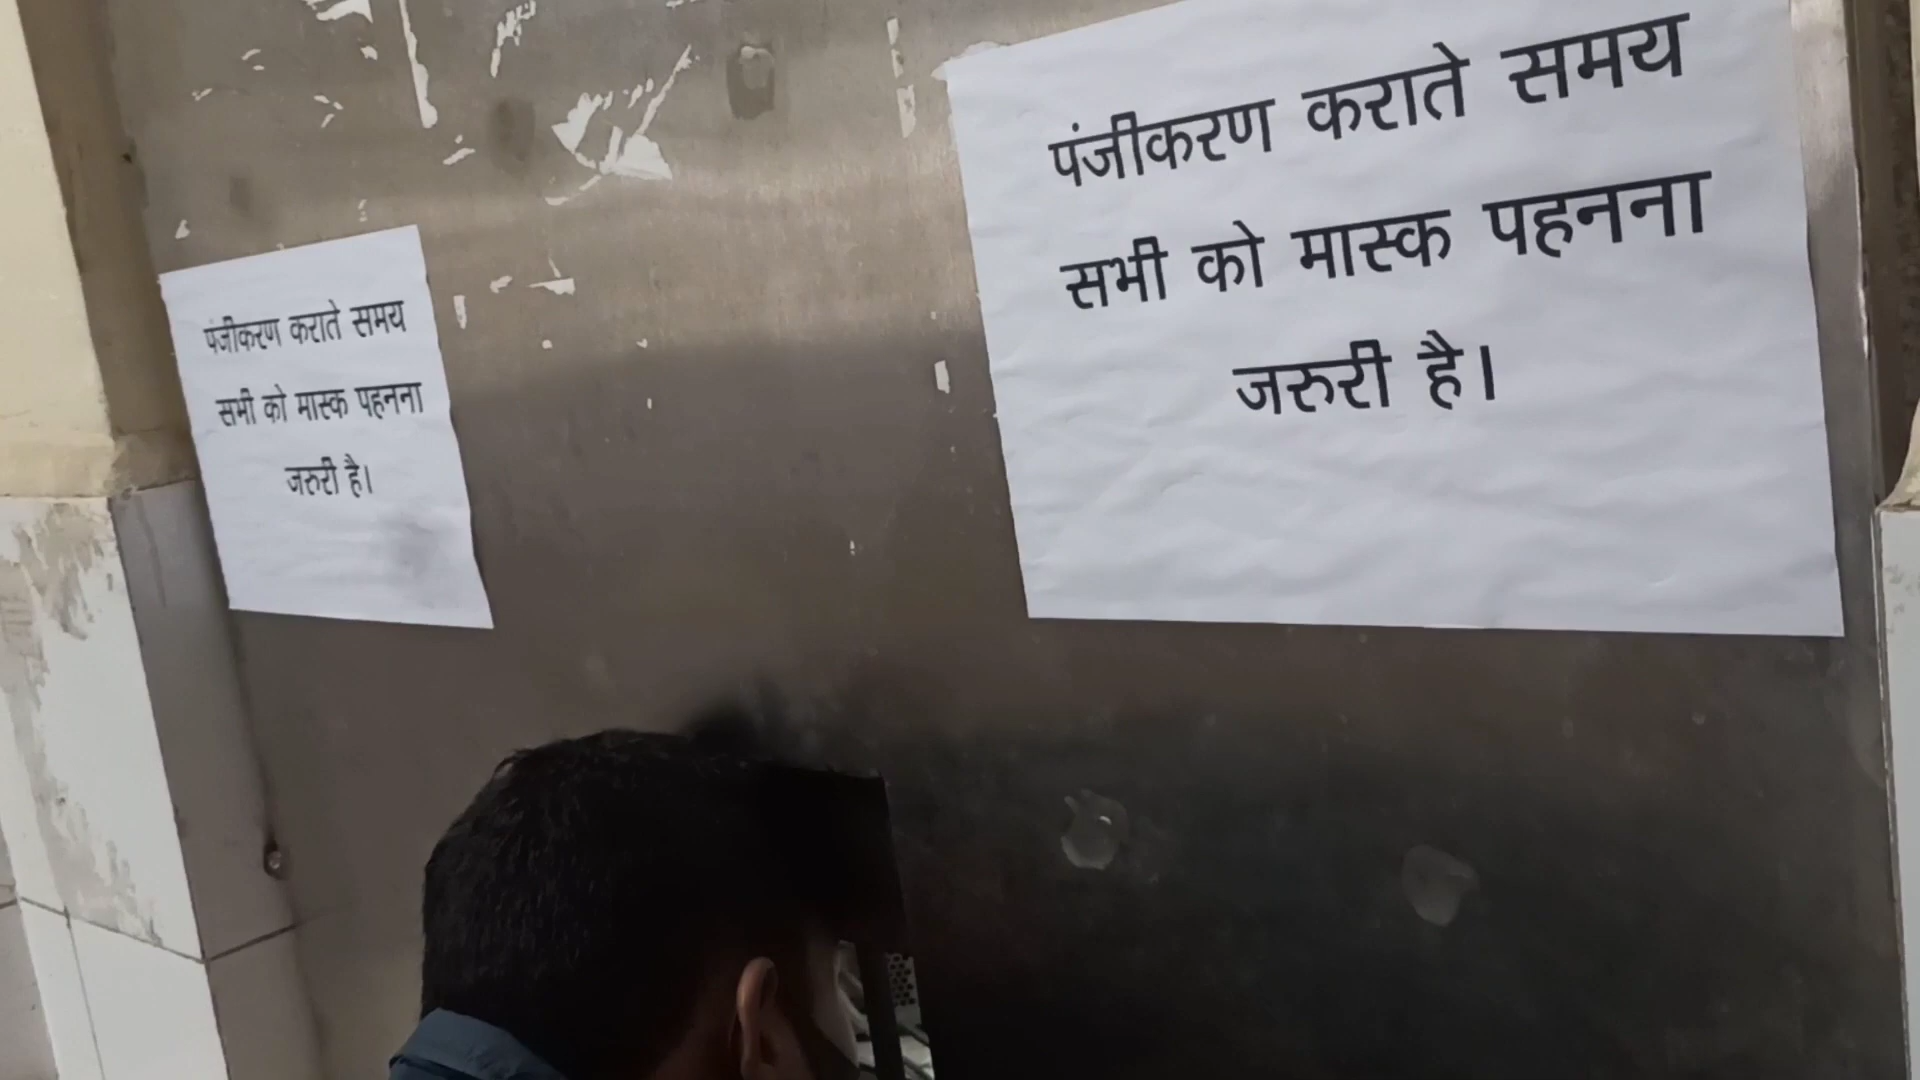 पंजीकरण कराते समय
सभी को मास्क पहनना
जरुरी है।
पंजीकरण कराते समय
सभी को मास्क पहनना
जरुरी है।